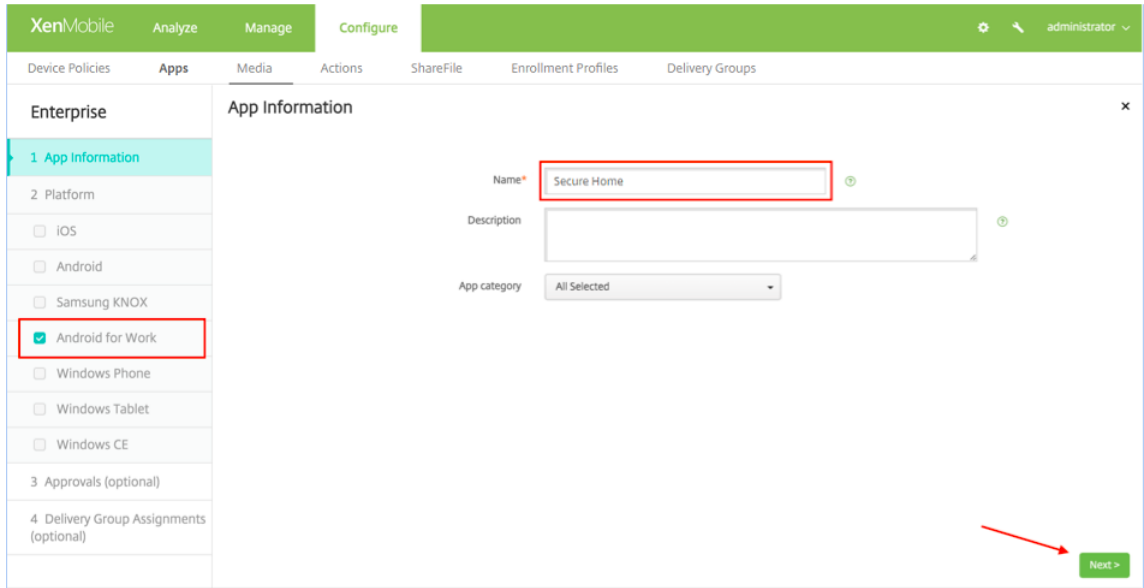 XenMobile Analyze Manage Configure administrator
Device Policies Apps Media Actions ShareFile Enrollment Profiles Delivery Groups
Enterprise
1 App Information
2 Platform
iOS
Android
Samsung KNOX
Android for Work
Windows Phone
Windows Tablet
Windows CE
3 Approvals (optional)
4 Delivery Group Assignments
(optional)
App Information
Name* Secure Home
Description
App category All Selected
Next >